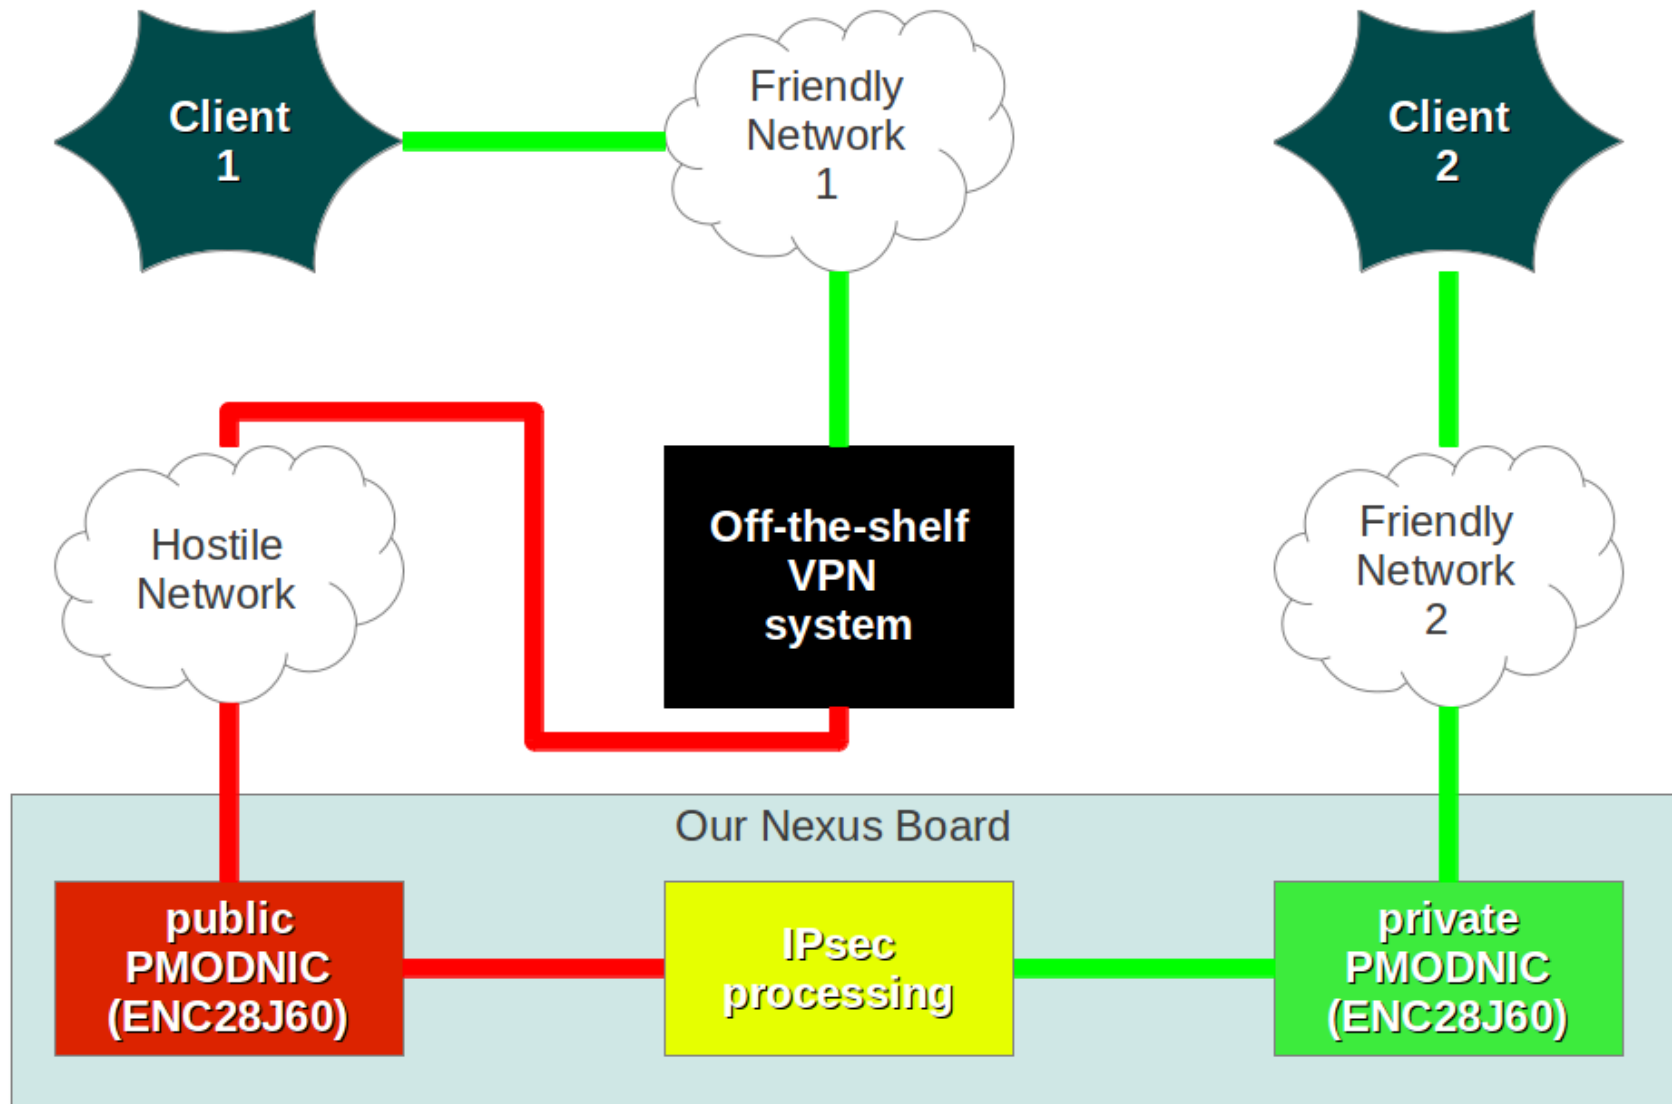 Client
1
Friendly
Network
1
Client
2
Hostile
Network
Off-the-shelf
VPN
system
Friendly
Network
2
Our Nexus Board
public
PMODNIC
(ENC28J60)
IPsec
processing
private
PMODNIC
(ENC28J60)